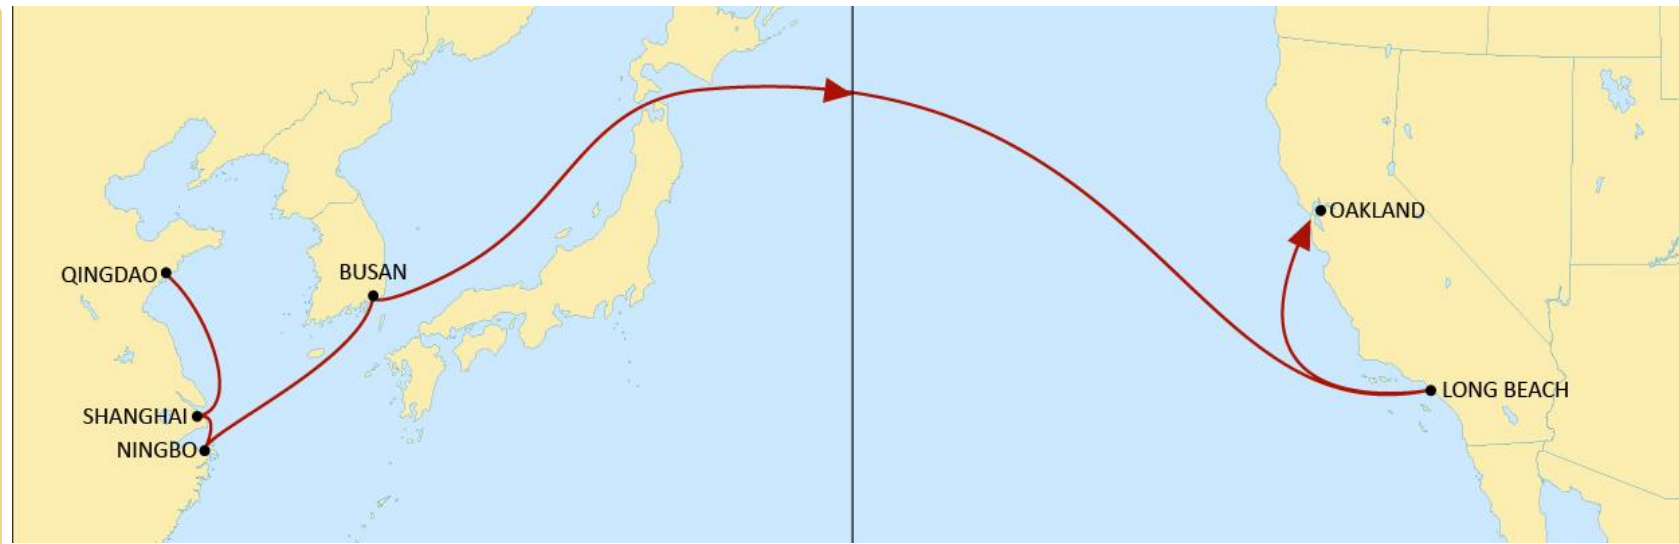 QINGDAO
BUSAN
SHANGHAI
NINGBO
OAKLAND
LONG BEACH